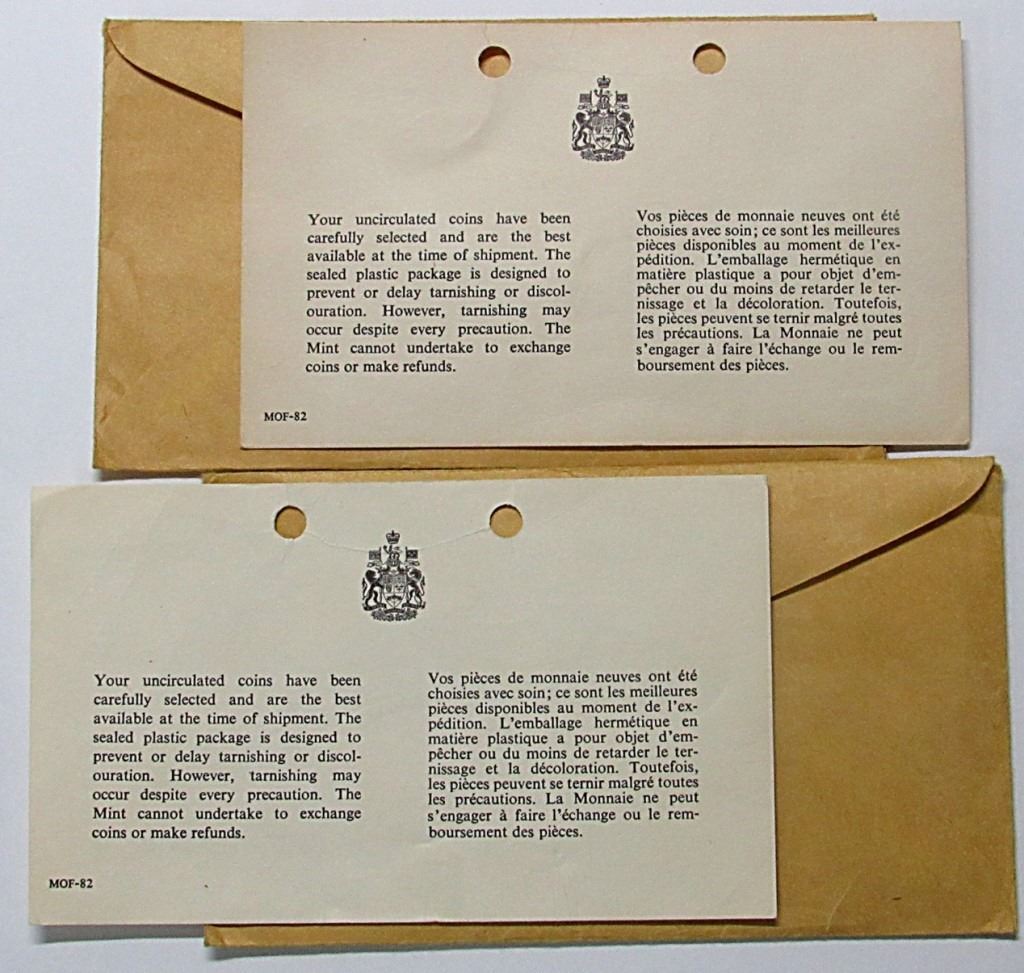 Your uncirculated coins have been
carefully selected and are the best
available at the time of shipment. The
sealed plastic package is designed to
prevent or delay tarnishing or discol-
ouration. However, tarnishing may
occur despite every precaution. The
Mint cannot undertake to exchange
coins or make refunds.
Vos pièces de monnaie neuves ont été
choisies avec soin; ce sont les meilleures
pièces disponibles au moment de l'ex-
pédition. L'emballage hermétique en
matière plastique a pour objet d'em-
pêcher ou du moins de retarder le ter-
nissage et la décoloration. Toutefois,
les pièces peuvent se ternir malgré toutes
les précautions. La Monnaie ne peut
s'engager à faire l'échange ou le rem-
boursement des pièces.
MOF-82
Your uncirculated coins have been
carefully selected and are the best
available at the time of shipment. The
sealed plastic package is designed to
prevent or delay tarnishing or discol-
ouration. However, tarnishing may
occur despite every precaution. The
Mint cannot undertake to exchange
coins or make refunds.
Vos pièces de monnaie neuves ont été
choisies avec soin; ce sont les meilleures
pièces disponibles au moment de l'ex-
pédition. L'emballage hermétique en
matière plastique a pour objet d'em-
pêcher ou du moins de retarder le ter-
nissage et la décoloration. Toutefois,
les pièces peuvent se ternir malgré toutes
les précautions. La Monnaie ne peut
s'engager à faire l'échange ou le rem-
boursement des pièces.
MOF-82